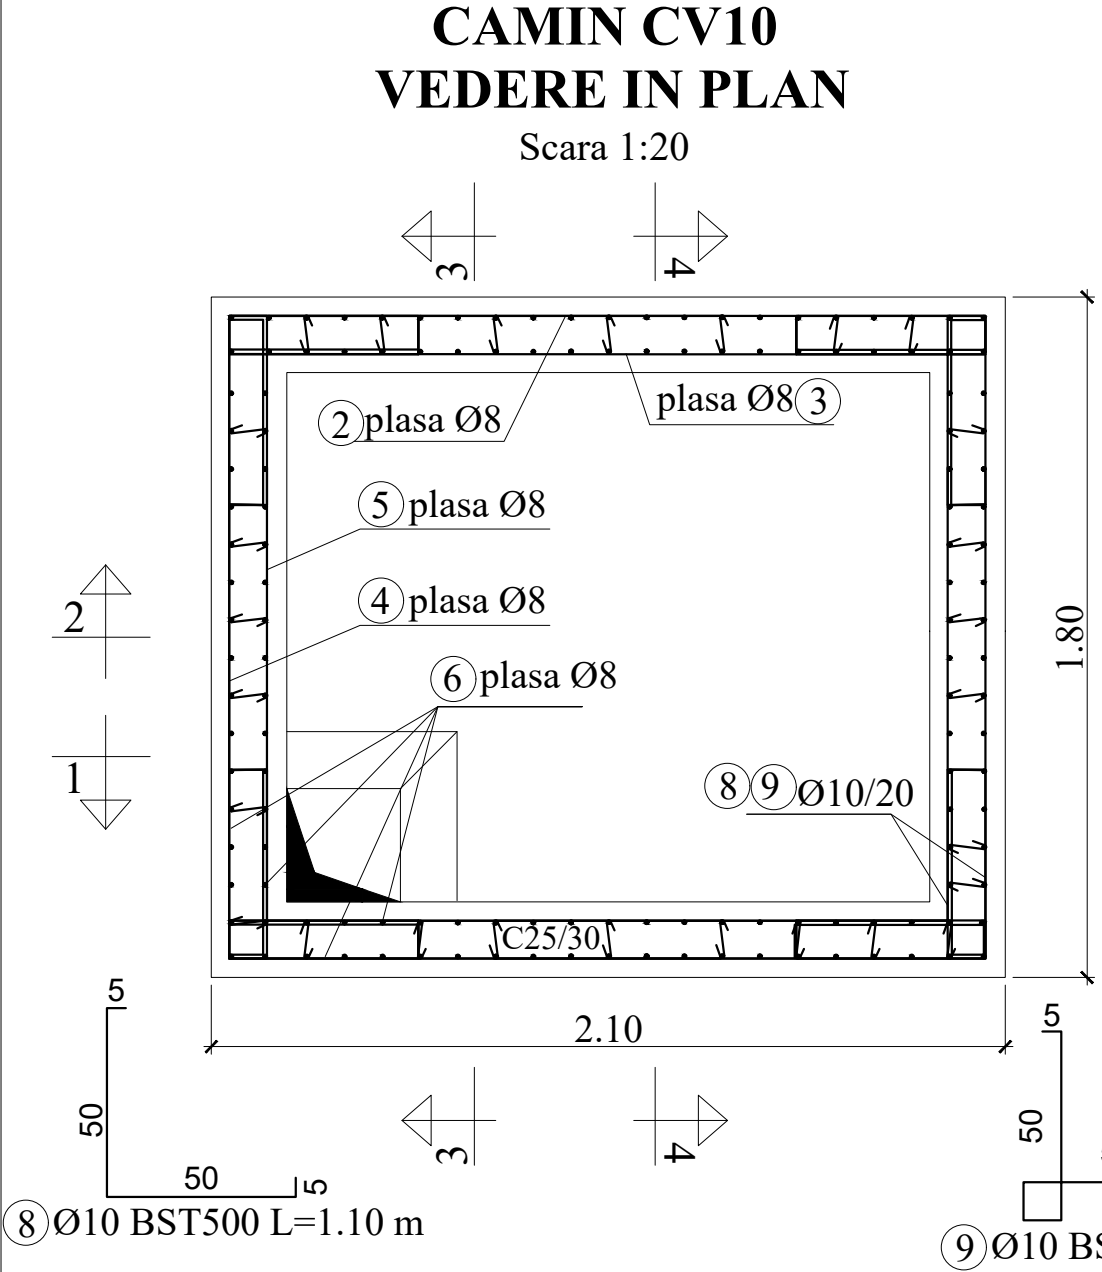 CAMIN CV10
VEDERE IN PLAN
Scara 1:20
3
4
2 plasa Ø8
plasa Ø8 3
5 plasa Ø8
4 plasa Ø8
6 plasa Ø8
2
1
1.80
8 9 Ø10/20
C25/30
2.10
3
4
5
50
50
5
8 Ø10 BST500 L=1.10 m
5
50
9 Ø10 BS